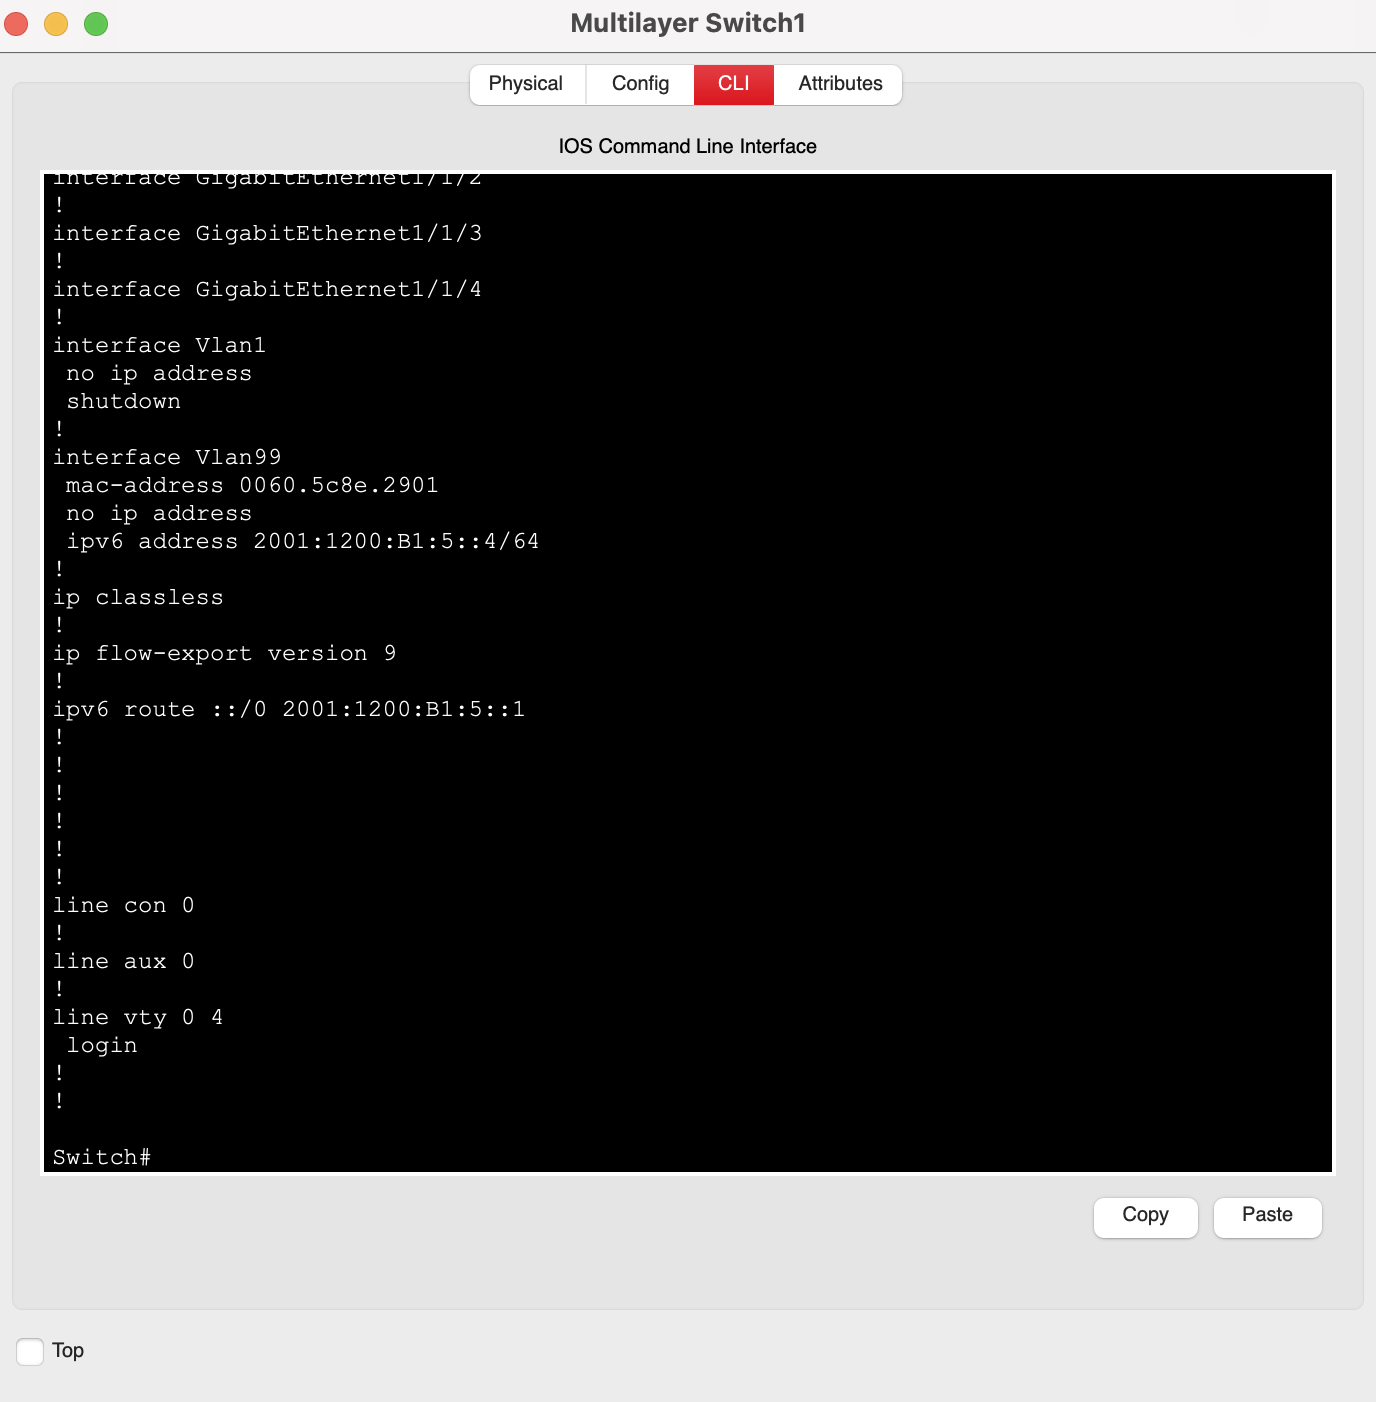 Multilayer Switch1
Physical Config CLI Attributes
IOS Command Line Interface
interface GigabitEthernet1/1/2
!
interface GigabitEthernet1/1/3
!
interface GigabitEthernet1/1/4
!
interface Vlan1
 no ip address
 shutdown
!
interface Vlan99
 mac-address 0060.5c8e.2901
 no ip address
 ipv6 address 2001:1200:B1:5::4/64
!
ip classless
!
ip flow-export version 9
!
ipv6 route ::/0 2001:1200:B1:5::1
!
!
!
!
!
!
line con 0
!
line aux 0
!
line vty 0 4
 login
!
!
Switch#
Copy Paste
Top